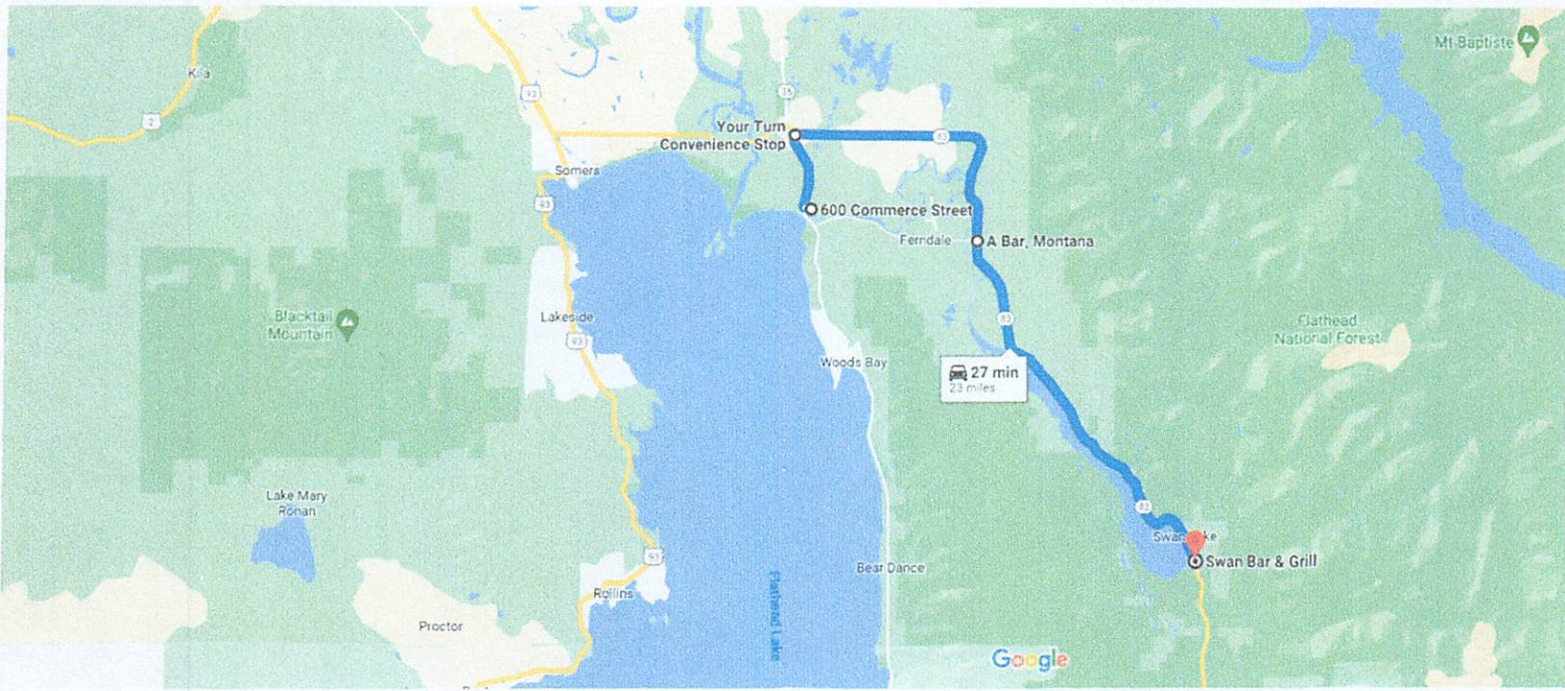 Mt Baptiste
Kila
2
93
35
Your Turn
Convenience Stop
83
Somers
93
600 Commerce Street
Ferndale
A Bar, Montana
Blacktail
Mountain
Lakeside
93
83
Flathead
National Forest
Woods Bay
27 min
23 miles
Lake Mary
Ronan
83
Swan ke
Swan Bar & Grill
93
Bear Dance
Rollins
Flathead Lake
Proctor
Google